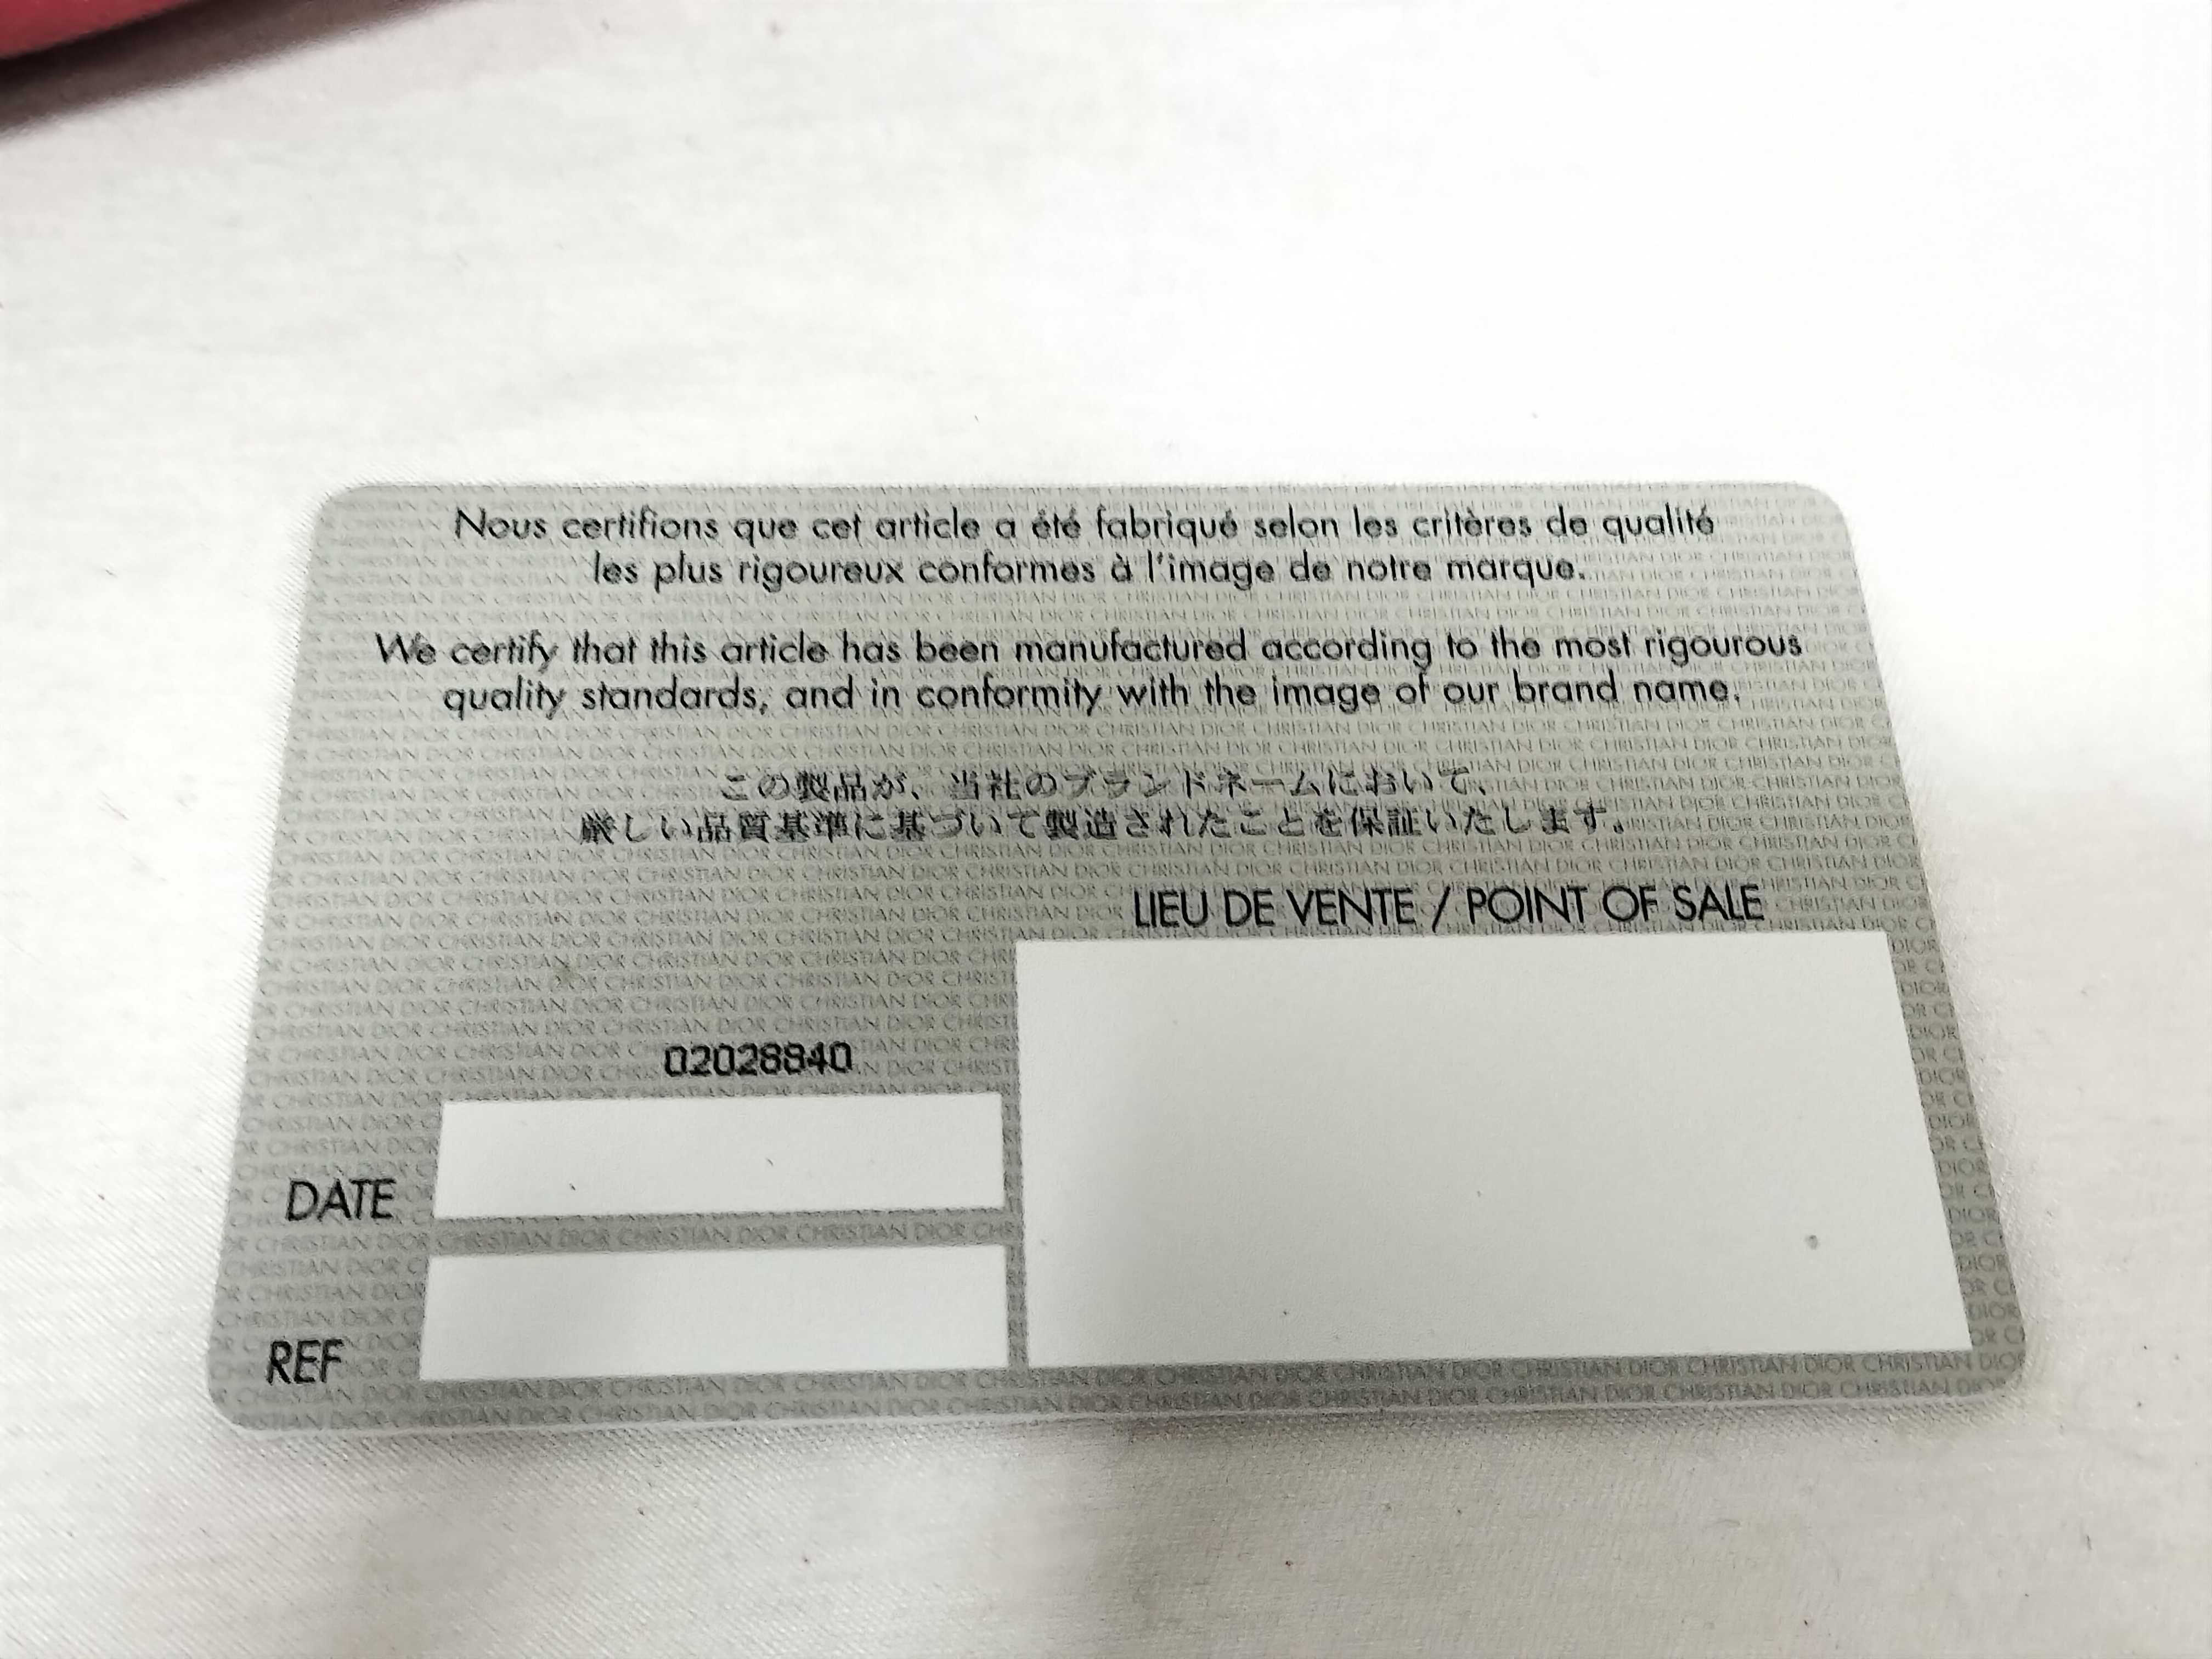 Nous certifions que cet article a été fabriqué selon les critères de qualité
les plus rigoureux conformes à l'image de notre marque.
We certify that this article has been manufactured according to the most rigourous
quality standards, and in conformity with the image of our brand name.
この製品が、当社のブランドネームにおいて、
厳しい品質基準に基づいて製造されたことを保証いたします。
LIEU DE VENTE / POINT OF SALE
02028840
DATE
REF
CHRISTIAN DIOR